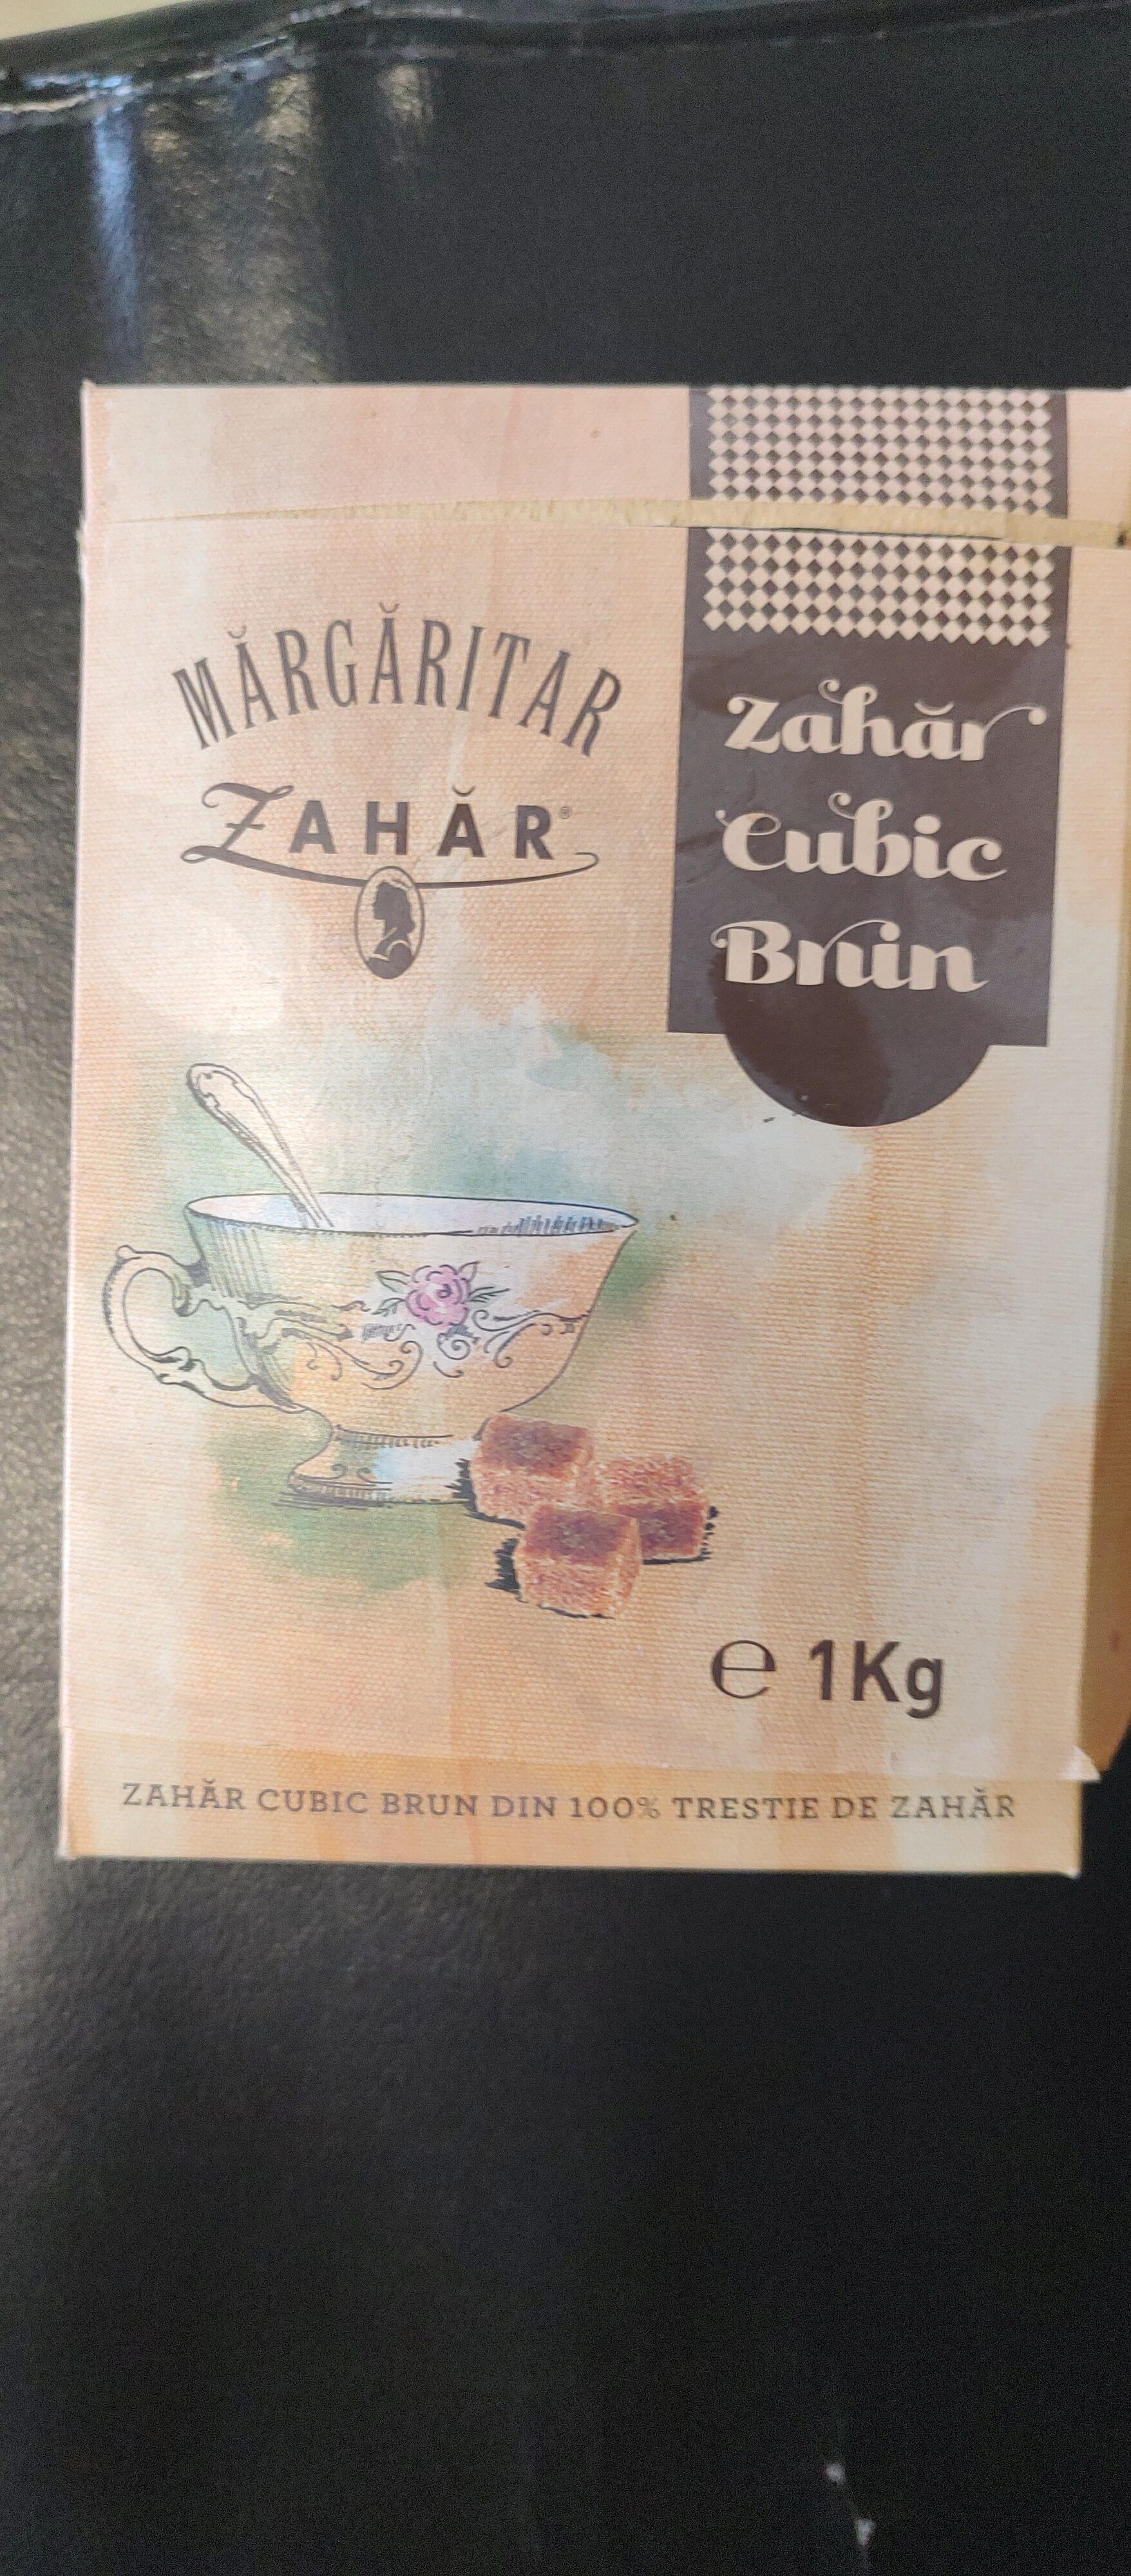 MĂRGĂRITAR
ZAHĂR®
Zahăr
Cubic
Brun
℮ 1Kg
ZAHĂR CUBIC BRUN DIN 100% TRESTIE DE ZAHĂR